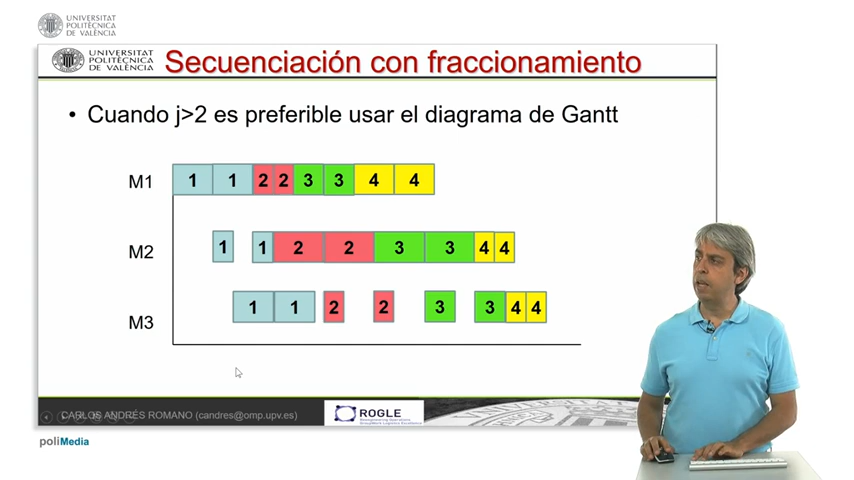 UNIVERSITAT
POLITÈCNICA
DE VALÈNCIA
UNIVERSITAT
POLITÈCNICA
DE VALÈNCIA
Secuenciación con fraccionamiento
• Cuando j>2 es preferible usar el diagrama de Gantt
M1 1 1 2 2 3 3 4 4
M2 1 1 2 2 3 3 4 4
M3 1 1 2 2 3 3 4 4
CARLOS ANDRÉS ROMANO (candres@omp.upv.es)
ROGLE
poliMedia